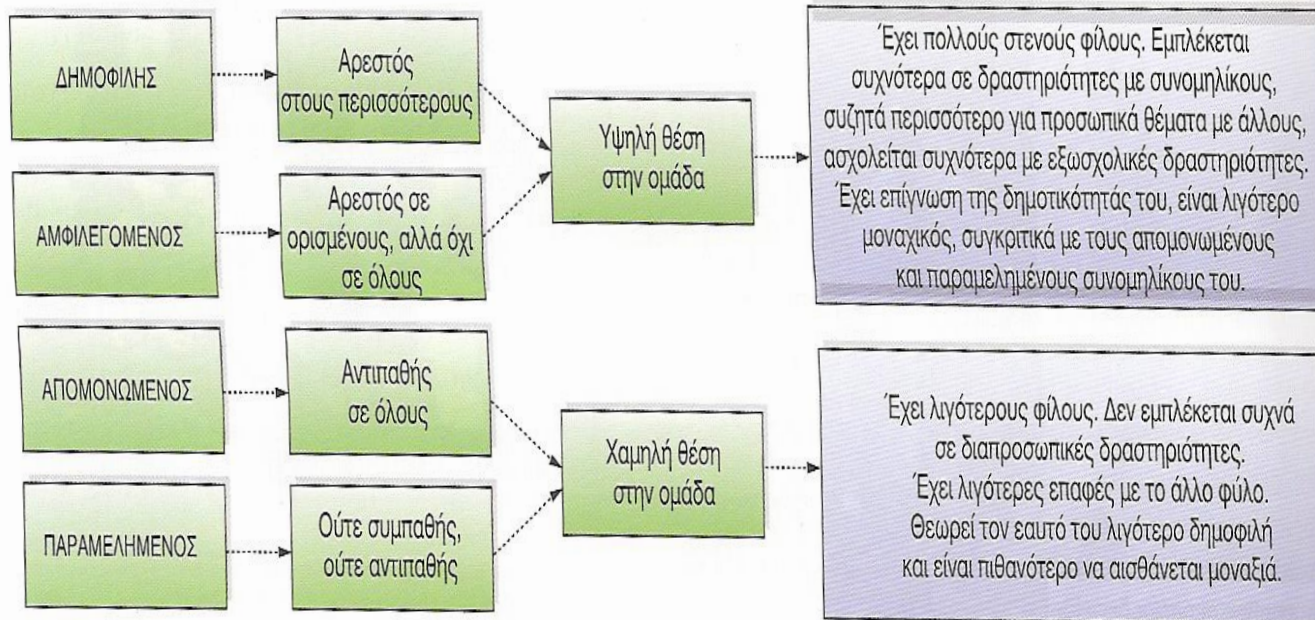 ΔΗΜΟΦΙΛΗΣ
Αρεστός
στους περισσότερους
ΑΜΦΙΛΕΓΟΜΕΝΟΣ
Αρεστός σε
ορισμένους, αλλά όχι
σε όλους
Υψηλή θέση
στην ομάδα
Έχει πολλούς στενούς φίλους. Εμπλέκεται
συχνότερα σε δραστηριότητες με συνομηλίκους,
συζητά περισσότερο για προσωπικά θέματα με άλλους,
ασχολείται συχνότερα με εξωσχολικές δραστηριότητες.
Έχει επίγνωση της δημοτικότητάς του, είναι λιγότερο
μοναχικός, συγκριτικά με τους απομονωμένους
και παραμελημένους συνομηλίκους του.
ΑΠΟΜΟΝΩΜΕΝΟΣ
Αντιπαθής
σε όλους
ΠΑΡΑΜΕΛΗΜΕΝΟΣ
Ούτε συμπαθής,
ούτε αντιπαθής
Χαμηλή θέση
στην ομάδα
Έχει λιγότερους φίλους. Δεν εμπλέκεται συχνά
σε διαπροσωπικές δραστηριότητες.
Έχει λιγότερες επαφές με το άλλο φύλο.
Θεωρεί τον εαυτό του λιγότερο δημοφιλή
και είναι πιθανότερο να αισθάνεται μοναξιά.